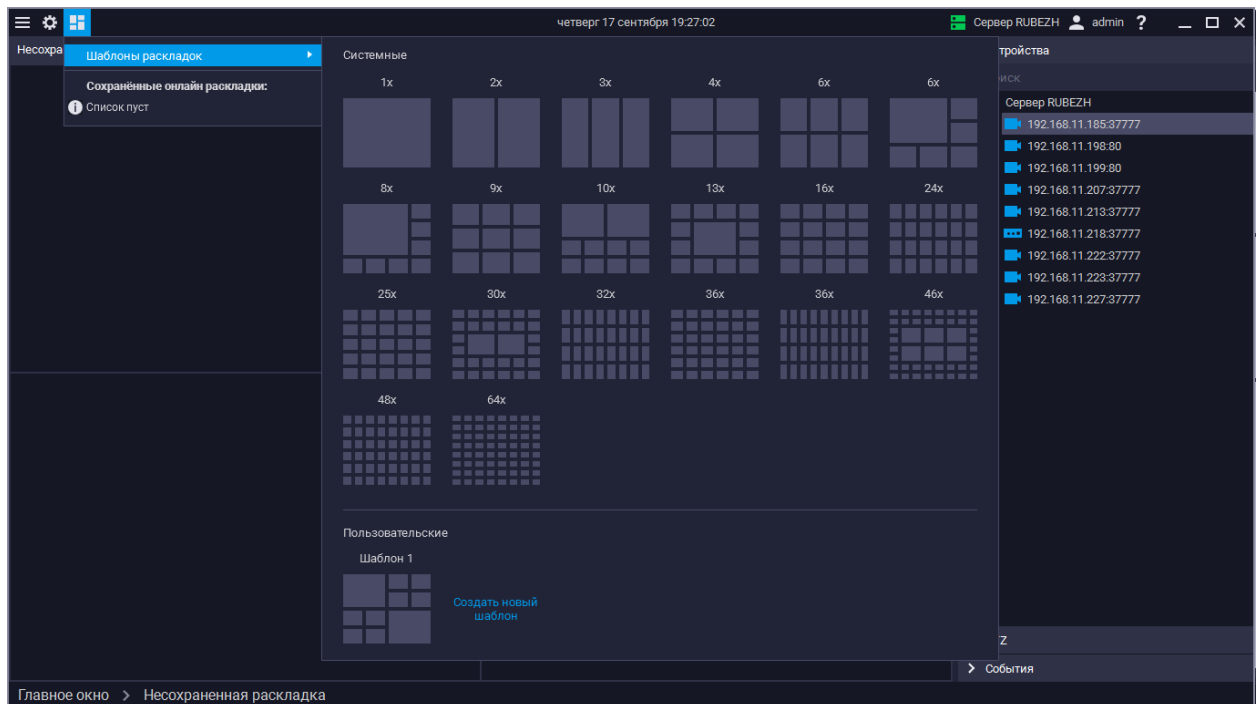 четверг 17 сентября 19:27:02
Сервер RUBEZH
admin
?
Несохра
Шаблоны раскладок
Сохранённые онлайн раскладки:
Список пуст
Системные
1x
2x
3x
4x
6x
6x
8x
9x
10x
13x
16x
24x
25x
30x
32x
36x
36x
46x
48x
64x
Пользовательские
Шаблон 1
Создать новый
шаблон
тройства
иск
Сервер RUBEZH
192.168.11.185:37777
192.168.11.198:80
192.168.11.199:80
192.168.11.207:37777
192.168.11.213:37777
192.168.11.218:37777
192.168.11.222:37777
192.168.11.223:37777
192.168.11.227:37777
Z
События
Главное окно > Несохраненная раскладка